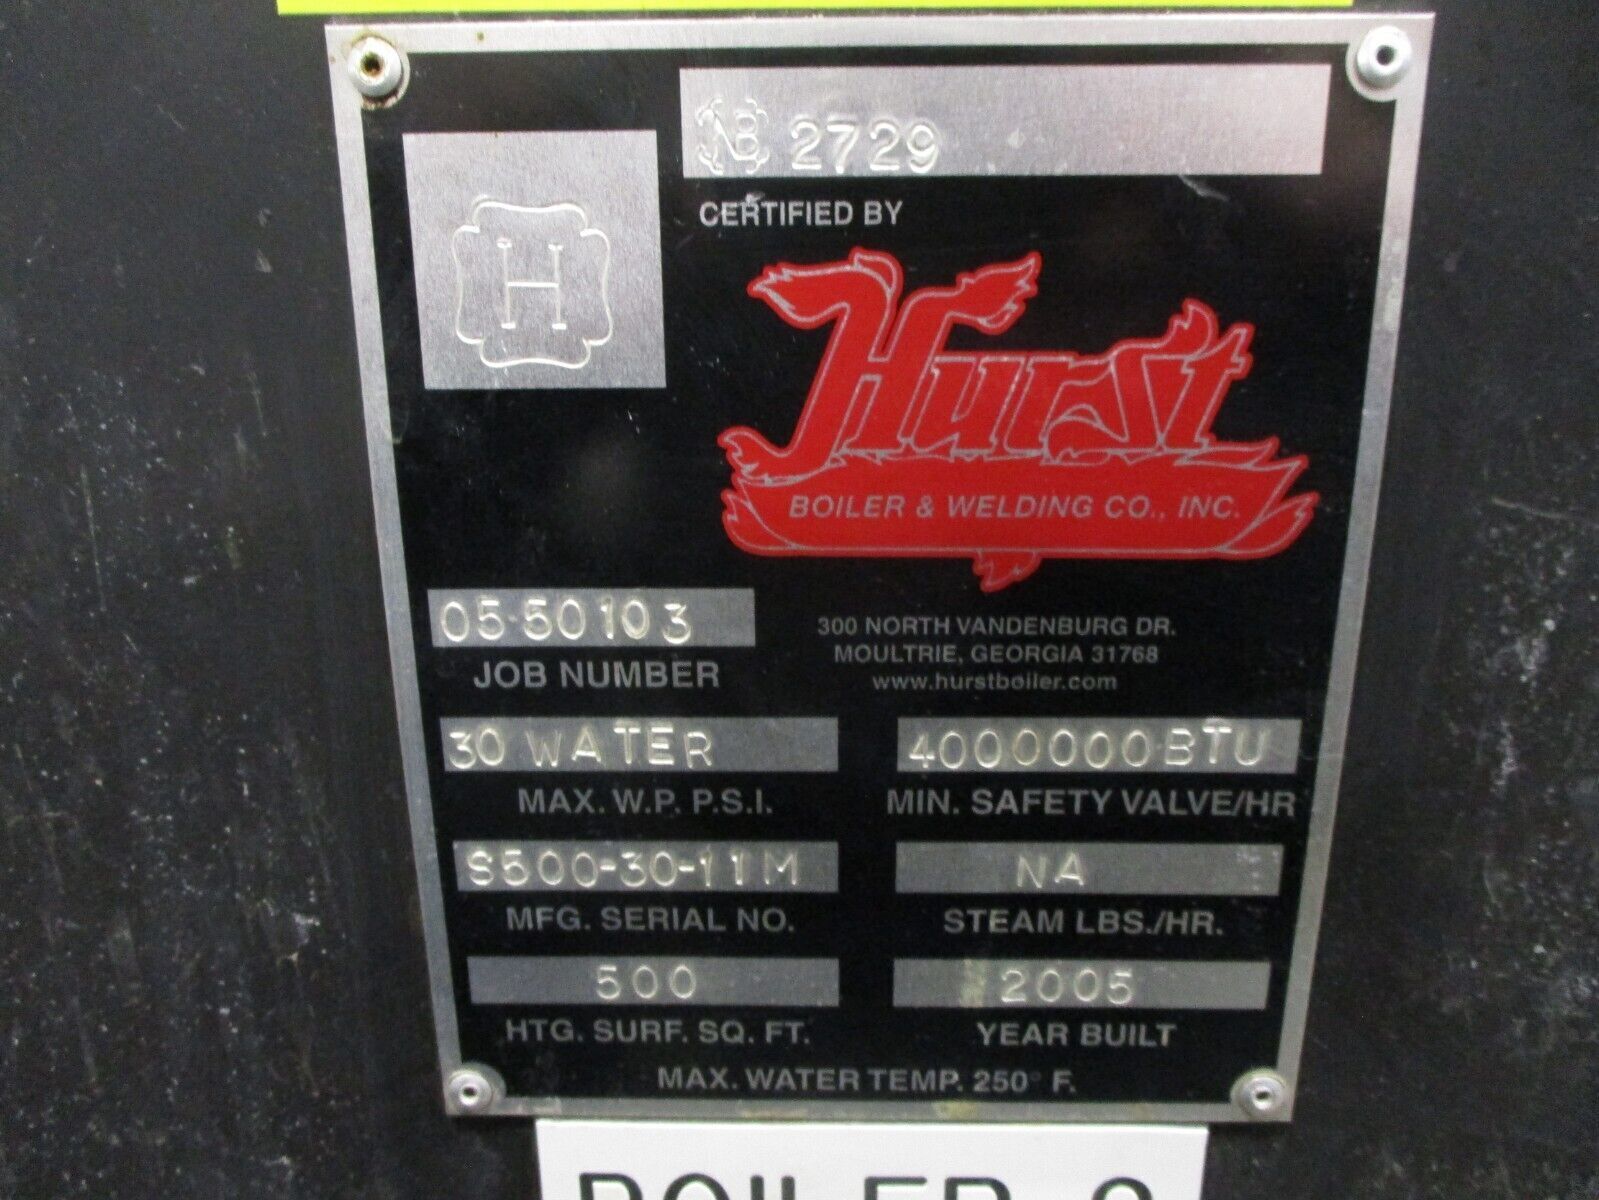 NB 2729
H
CERTIFIED BY
Hurst
BOILER & WELDING CO., INC.
300 NORTH VANDENBURG DR.
MOULTRIE, GEORGIA 31768
www.hurstboiler.com
05-50103
JOB NUMBER
30 WATER
MAX. W.P. P.S.I.
4000000 BTU
MIN. SAFETY VALVE/HR
S500-30-11M
MFG. SERIAL NO.
NA
STEAM LBS./HR.
500
HTG. SURF. SQ. FT.
2005
YEAR BUILT
MAX. WATER TEMP. 250° F.
BOILER